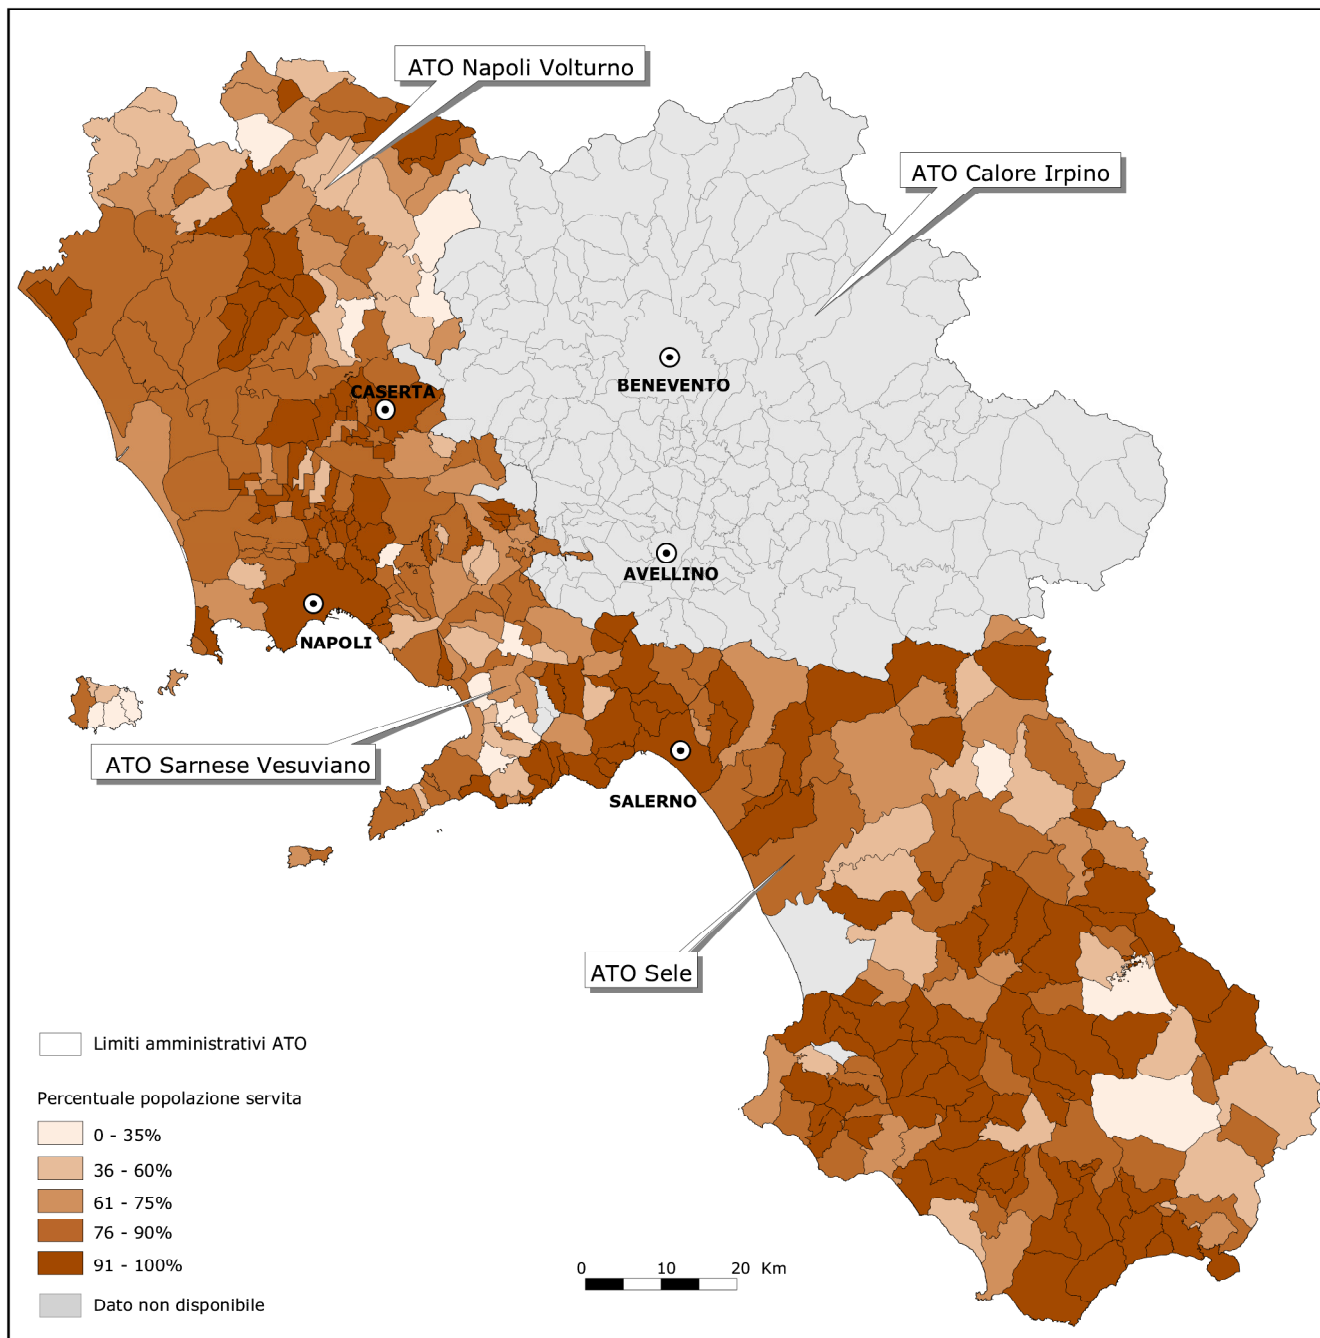 ATO Napoli Volturno
ATO Calore Irpino
BENEVENTO
CASERTA
AVELLINO
NAPOLI
ATO Sarnese Vesuviano
SALERNO
ATO Sele
Limiti amministrativi ATO
Percentuale popolazione servita
0 - 35%
36 - 60%
61 - 75%
76 - 90%
91 - 100%
Dato non disponibile
0 10 20 Km